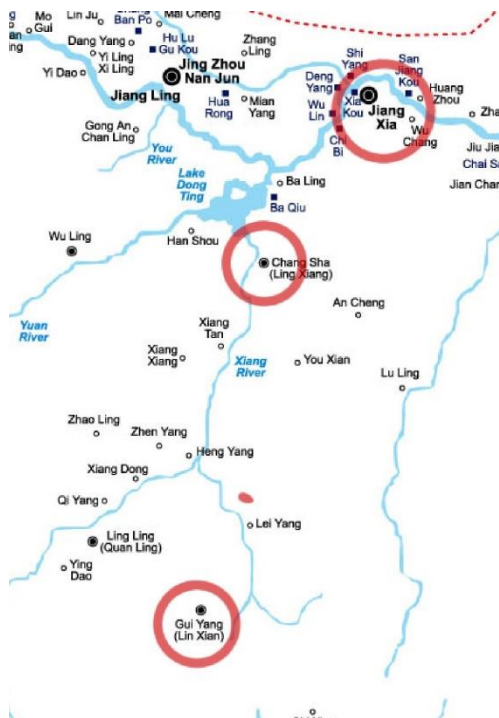 Mo
Gui
Lin Ju
Shang
Ban Po
Mai Cheng
Dang Yang
Hu Lu
Gu Kou
Zhang
Ling
Yi Ling
Xi Ling
Yi Dao
Jing Zhou
Nan Jun
Jiang Ling
Hua
Rong
Mian
Yang
Gong An
Chan Ling
You
River
Shi
Yang
Deng
Yang
San
Jiang
Kou
Huang
Zhou
Wu
Lin
Xia
Kou
Jiang
Xia
Wu
Chang
Chi
Bi
Zha
Jiu Jia
Chai Sa
Jian Chan
Lake
Dong
Ting
Ba Ling
Ba Qiu
Wu Ling
Han Shou
Chang Sha
(Ling Xiang)
Yuan
River
An Cheng
Xiang
Tan
Xiang
Xiang
Xiang
River
You Xian
Lu Ling
Zhao Ling
Zhen Yang
Heng Yang
Xiang Dong
Qi Yang
Lei Yang
Ling Ling
(Quan Ling)
Ying
Dao
Gui Yang
(Lin Xian)